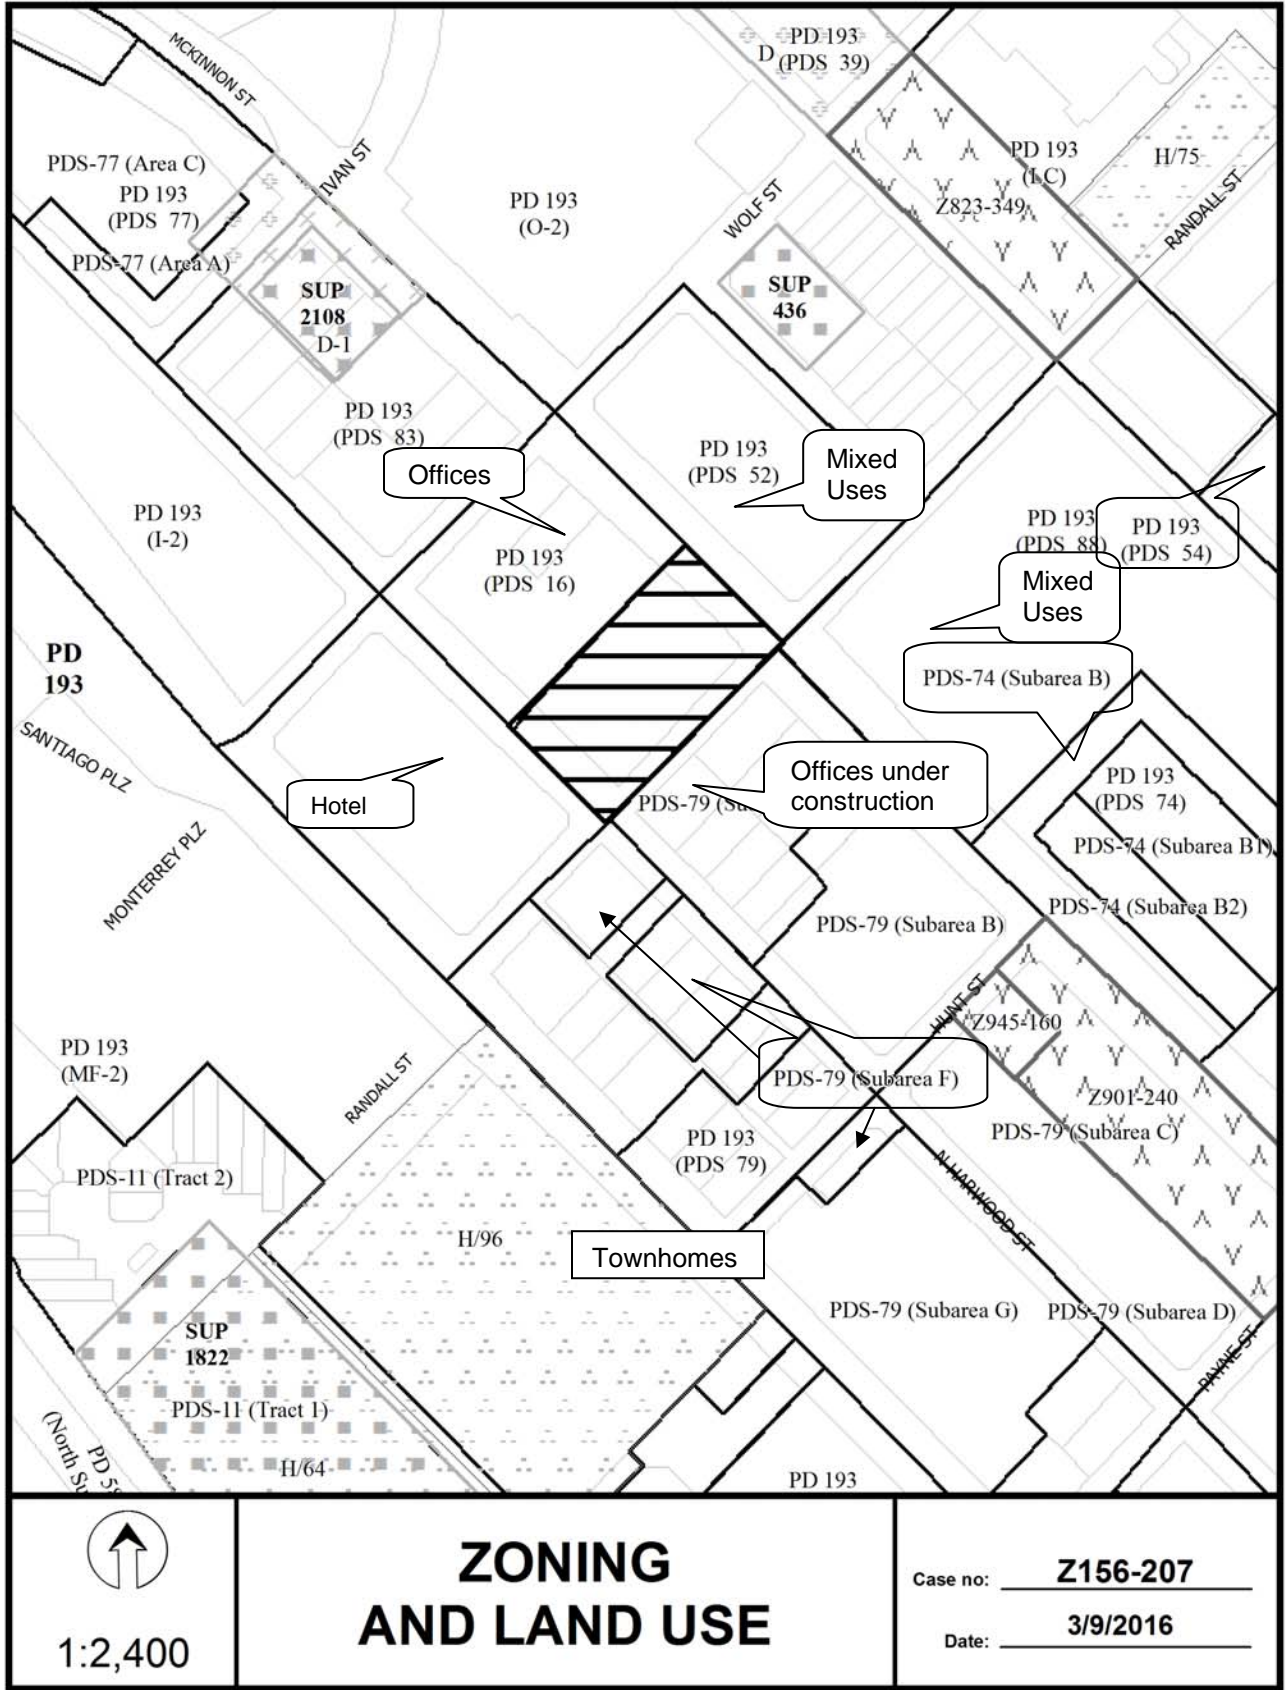 PD 193
D (PDS 39)
MCKINNON ST
PDS-77 (Area C)
PD 193
(PDS 77)
PDS-77 (Area A)
IVAN ST
PD 193
(O-2)
WOLF ST
PD 193
(LC)
Z823-349
H/75
RANDALL ST
SUP
2108
D-1
SUP
436
PD 193
(PDS 83)
Offices
PD 193
(PDS 52)
Mixed
Uses
PD 193
(I-2)
PD 193
(PDS 16)
PD 193
(PDS 88)
PD 193
(PDS 54)
Mixed
Uses
PD
193
PDS-74 (Subarea B)
SANTIAGO PLZ
Hotel
Offices under
construction
PDS-79 (Su
PD 193
(PDS 74)
PDS-74 (Subarea B1)
PDS-74 (Subarea B2)
MONTERREY PLZ
PDS-79 (Subarea B)
HUNT ST
Z945-160
PD 193
(MF-2)
RANDALL ST
PDS-79 (Subarea F)
Z901-240
PDS-79 (Subarea C)
PD 193
(PDS 79)
N HARWOOD ST
PDS-11 (Tract 2)
H/96
Townhomes
PDS-79 (Subarea G)
PDS-79 (Subarea D)
PAYNE ST
SUP
1822
PDS-11 (Tract 1)
H/64
PD 193
PD 59
(North Su
1:2,400
ZONING
AND LAND USE
Case no: Z156-207
Date: 3/9/2016